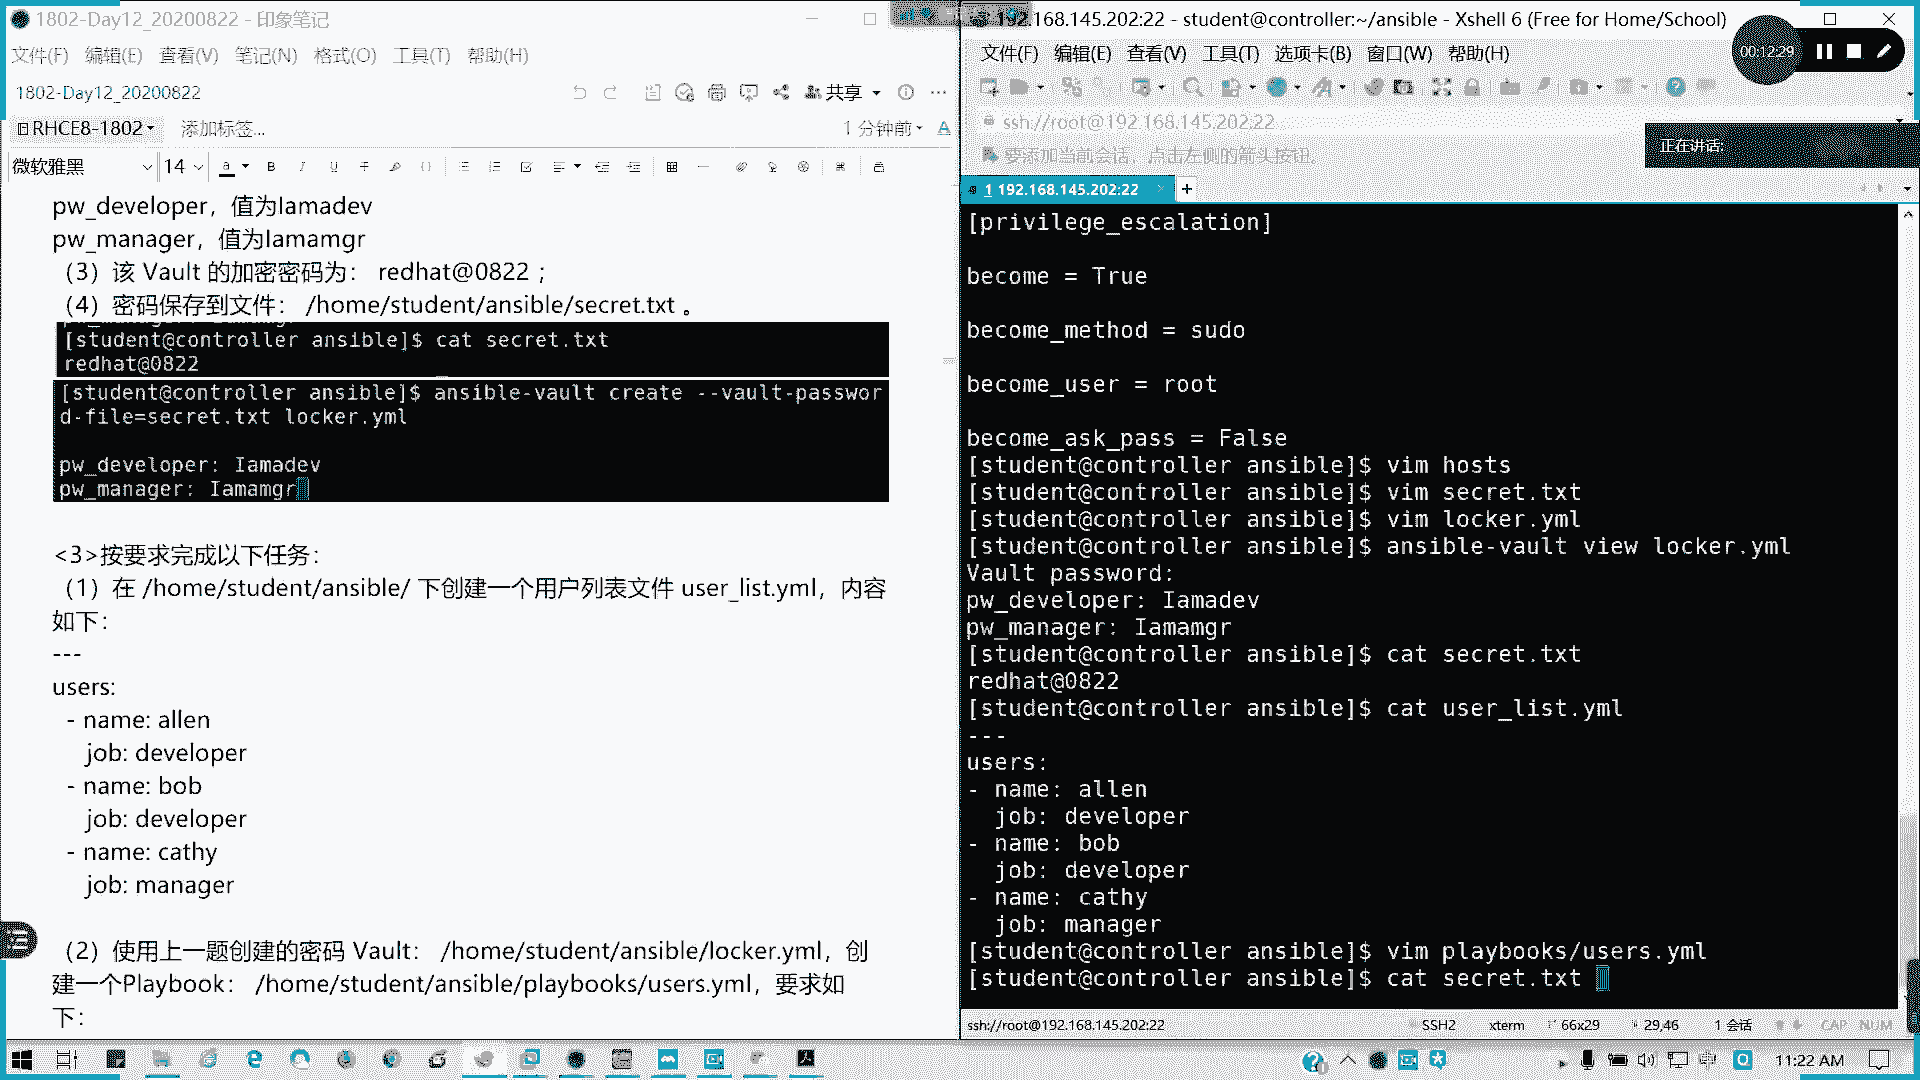 1802-Day12_20200822 - 印象笔记
文件(F) 编辑(E) 查看(V) 笔记(N) 格式(O) 工具(T) 帮助(H)
1802-Day12_20200822
共享
RHCE8-1802
添加标签...
1 分钟前
微软雅黑
14
pw_developer，值为Iamadev
pw_manager，值为Iamamgr
（3）该 Vault 的加密密码为： redhat@0822；
（4）密码保存到文件： /home/student/ansible/secret.txt 。
[student@controller ansible]$ cat secret.txt
redhat@0822
[student@controller ansible]$ ansible-vault create --vault-passwor
d-file=secret.txt locker.yml
pw_developer: Iamadev
pw_manager: Iamamgr
<3>按要求完成以下任务：
（1）在 /home/student/ansible/ 下创建一个用户列表文件 user_list.yml，内容
如下：
---
users:
- name: allen
job: developer
- name: bob
job: developer
- name: cathy
job: manager
（2）使用上一题创建的密码 Vault： /home/student/ansible/locker.yml，创
建一个Playbook： /home/student/ansible/playbooks/users.yml，要求如
下：
192.168.145.202:22 - student@controller:~/ansible - Xshell 6 (Free for Home/School)
文件(F) 编辑(E) 查看(V) 工具(T) 选项卡(B) 窗口(W) 帮助(H)
00:12:29
ssh://root@192.168.145.202:22
要添加当前会话，点击左侧的箭头按钮。
正在讲话:
1 192.168.145.202:22
[privilege_escalation]
become = True
become_method = sudo
become_user = root
become_ask_pass = False
[student@controller ansible]$ vim hosts
[student@controller ansible]$ vim secret.txt
[student@controller ansible]$ vim locker.yml
[student@controller ansible]$ ansible-vault view locker.yml
Vault password:
pw_developer: Iamadev
pw_manager: Iamamgr
[student@controller ansible]$ cat secret.txt
redhat@0822
[student@controller ansible]$ cat user_list.yml
---
users:
- name: allen
job: developer
- name: bob
job: developer
- name: cathy
job: manager
[student@controller ansible]$ vim playbooks/users.yml
[student@controller ansible]$ cat secret.txt
ssh://root@192.168.145.202:22
SSH2
xterm
66x29
29,46
1 会话
CAP NUM
11:22 AM